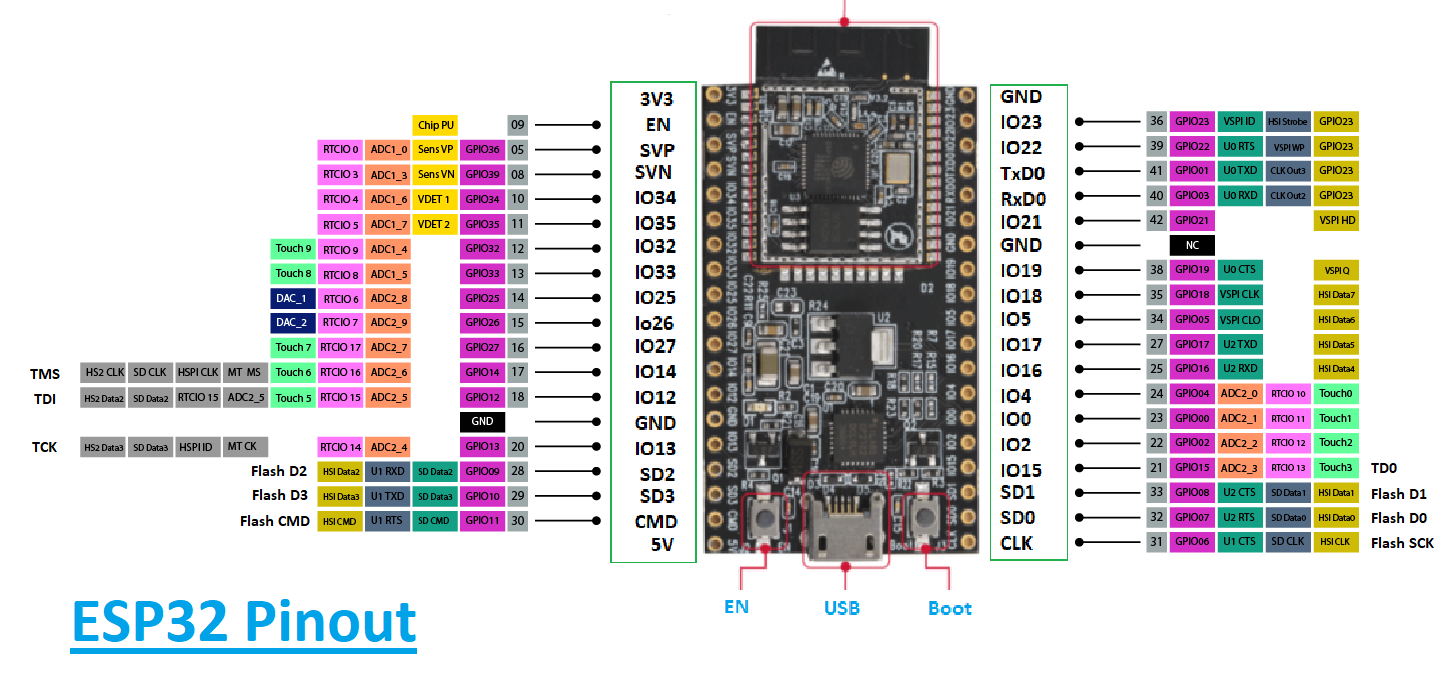 3V3
Chip PU 09 EN
RTCIO 0 ADC1_0 Sens VP GPIO36 05 SVP
RTCIO 3 ADC1_3 Sens VN GPIO39 08 SVN
RTCIO 4 ADC1_6 VDET 1 GPIO34 10 IO34
RTCIO 5 ADC1_7 VDET 2 GPIO35 11 IO35
Touch 9 RTCIO 9 ADC1_4 GPIO32 12 IO32
Touch 8 RTCIO 8 ADC1_5 GPIO33 13 IO33
DAC_1 RTCIO 6 ADC2_8 GPIO25 14 IO25
DAC_2 RTCIO 7 ADC2_9 GPIO26 15 Io26
Touch 7 RTCIO 17 ADC2_7 GPIO27 16 IO27
TMS HS2 CLK SD CLK HSPI CLK MT MS Touch 6 RTCIO 16 ADC2_6 GPIO14 17 IO14
TDI HS2 Data2 SD Data2 RTCIO 15 ADC2_5 Touch 5 RTCIO 15 ADC2_5 GPIO12 18 IO12
GND GND
TCK HS2 Data3 SD Data3 HSPI ID MT CK RTCIO 14 ADC2_4 GPIO13 20 IO13
Flash D2 HSI Data2 U1 RXD SD Data2 GPIO09 28 SD2
Flash D3 HSI Data3 U1 TXD SD Data3 GPIO10 29 SD3
Flash CMD HSI CMD U1 RTS SD CMD GPIO11 30 CMD
5V
GND
IO23 36 GPIO23 VSPI ID HSI Strobe GPIO23
IO22 39 GPIO22 U0 RTS VSPI WP GPIO23
TxD0 41 GPIO01 U0 TXD CLK Out3 GPIO23
RxD0 40 GPIO03 U0 RXD CLK Out2 GPIO23
IO21 42 GPIO21 VSPI HD
GND NC
IO19 38 GPIO19 U0 CTS VSPI Q
IO18 35 GPIO18 VSPI CLK HSI Data7
IO5 34 GPIO05 VSPI CLO HSI Data6
IO17 27 GPIO17 U2 TXD HSI Data5
IO16 25 GPIO16 U2 RXD HSI Data4
IO4 24 GPIO04 ADC2_0 RTCIO 10 Touch0
IO0 23 GPIO00 ADC2_1 RTCIO 11 Touch1
IO2 22 GPIO02 ADC2_2 RTCIO 12 Touch2
IO15 21 GPIO15 ADC2_3 RTCIO 13 Touch3 TD0
SD1 33 GPIO08 U2 CTS SD Data1 HSI Data1 Flash D1
SD0 32 GPIO07 U2 RTS SD Data0 HSI Data0 Flash D0
CLK 31 GPIO06 U1 CTS SD CLK HSI CLK Flash SCK
EN USB Boot
ESP32 Pinout